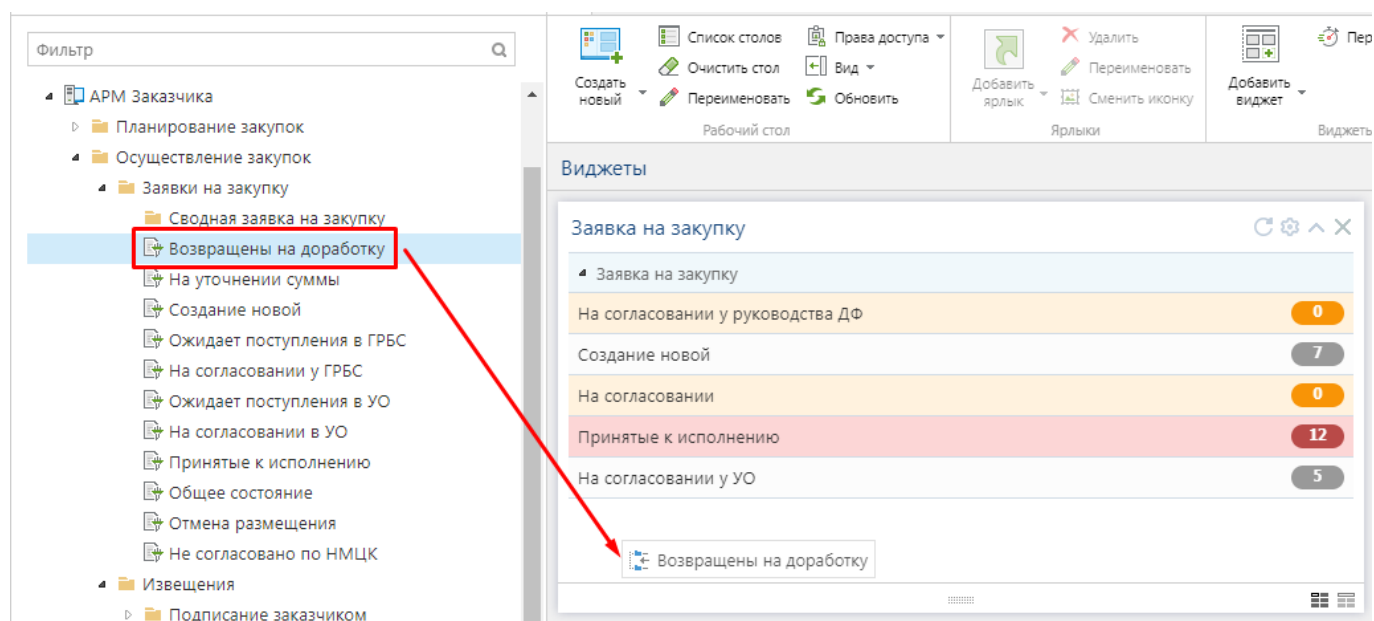 Фильтр
АРМ Заказчика
Планирование закупок
Осуществление закупок
Заявки на закупку
Сводная заявка на закупку
Возвращены на доработку
На уточнении суммы
Создание новой
Ожидает поступления в ГРБС
На согласовании у ГРБС
Ожидает поступления в УО
На согласовании в УО
Принятые к исполнению
Общее состояние
Отмена размещения
Не согласовано по НМЦК
Извещения
Подписание заказчиком
Создать
новый
Список столов
Очистить стол
Переименовать
Права доступа
Вид
Обновить
Рабочий стол
Добавить
ярлык
Удалить
Переименовать
Сменить иконку
Ярлыки
Добавить
виджет
Пер
Виджеты
Виджеты
Заявка на закупку
Заявка на закупку
На согласовании у руководства ДФ 0
Создание новой 7
На согласовании 0
Принятые к исполнению 12
На согласовании у УО 5
Возвращены на доработку